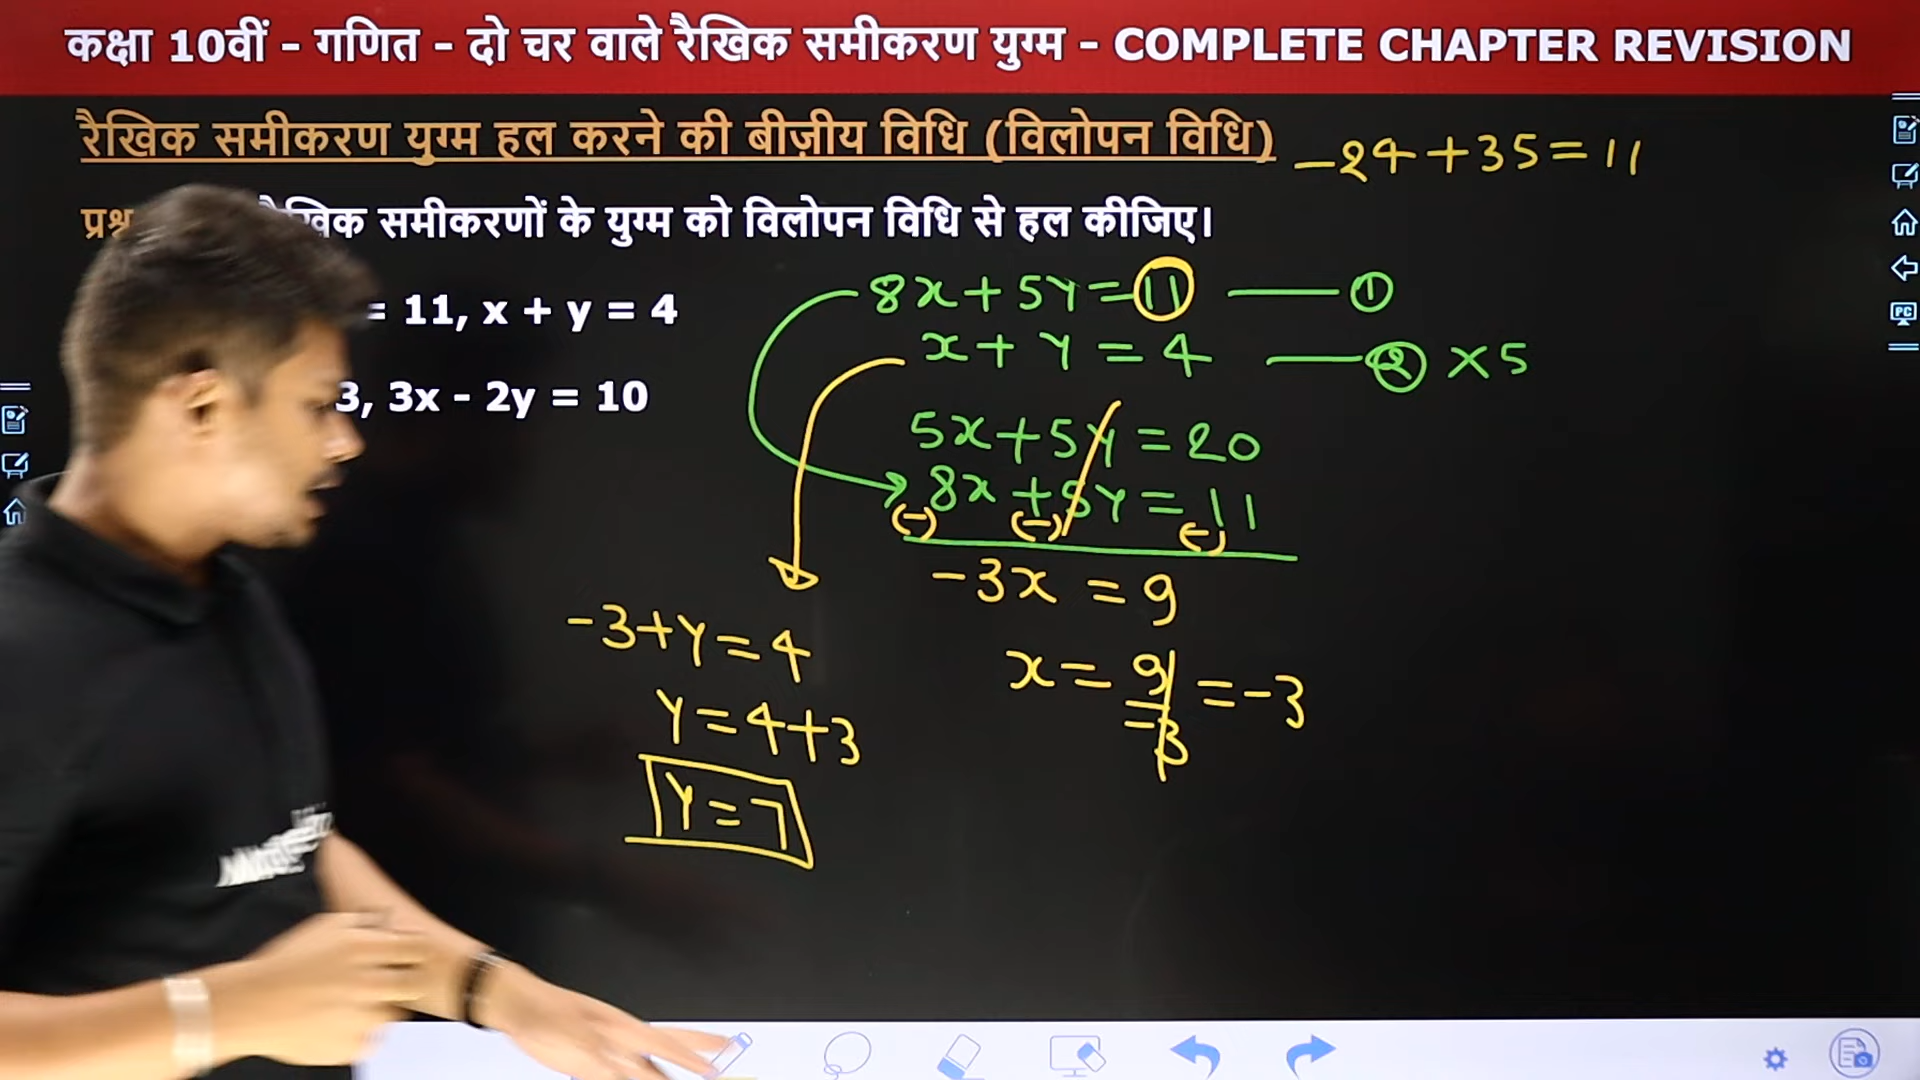 कक्षा 10वीं - गणित - दो चर वाले रैखिक समीकरण युग्म - COMPLETE CHAPTER REVISION
रैखिक समीकरण युग्म हल करने की बीज़ीय विधि (विलोपन विधि)
-24+35=11
समीकरणों के युग्म को विलोपन विधि से हल कीजिए।
= 11, x + y = 4
3, 3x - 2y = 10
8x+5y=11 — ①
x+y=4 — ② ×5
5x+5y=20
8x+5y=11
(-) (-) (-)
-3x=9
x=9/-3=-3
-3+y=4
y=4+3
y=7
PC